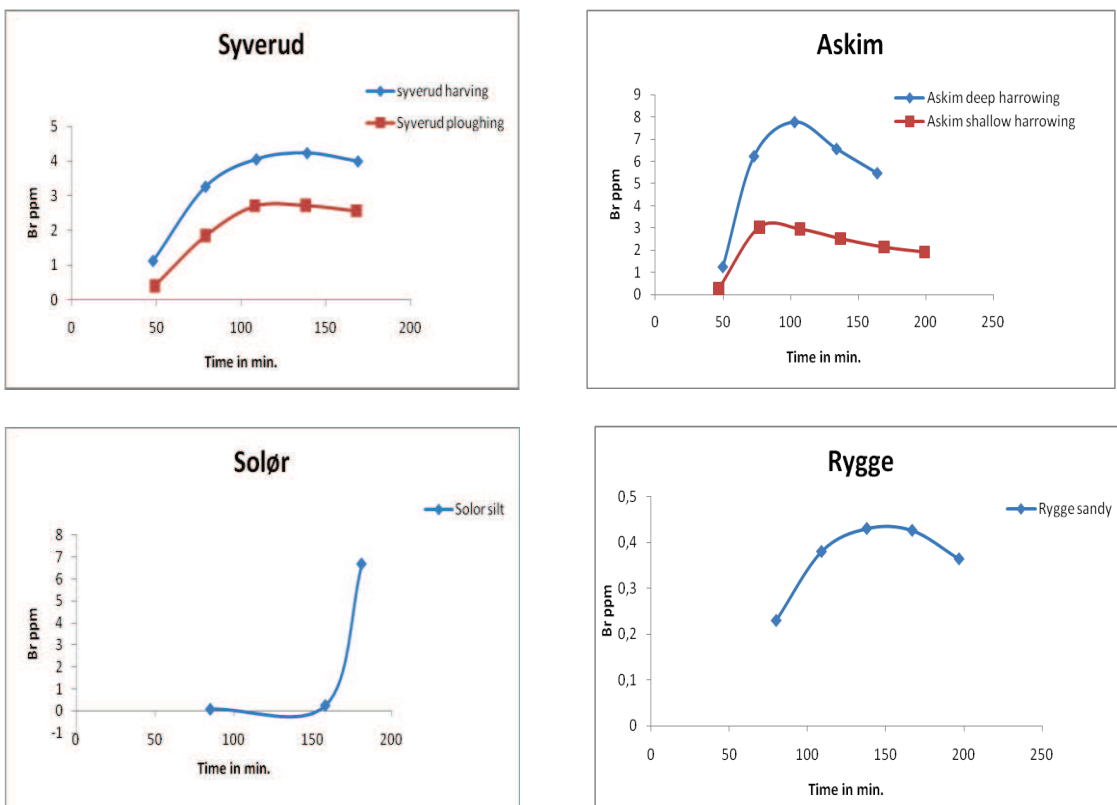 Syverud
syverud harving
Syverud ploughing
5
4
3
2
1
0
Br ppm
0 50 100 150 200
Time in min.
Askim
Askim deep harrowing
Askim shallow harrowing
9
8
7
6
5
4
3
2
1
0
Br ppm
0 50 100 150 200 250
Time in min.
Solør
Solor silt
8
7
6
5
4
3
2
1
0
-1
Br ppm
0 50 100 150 200
Time in min.
Rygge
Rygge sandy
0,5
0,4
0,3
0,2
0,1
0
Br ppm
0 50 100 150 200 250
Time in min.